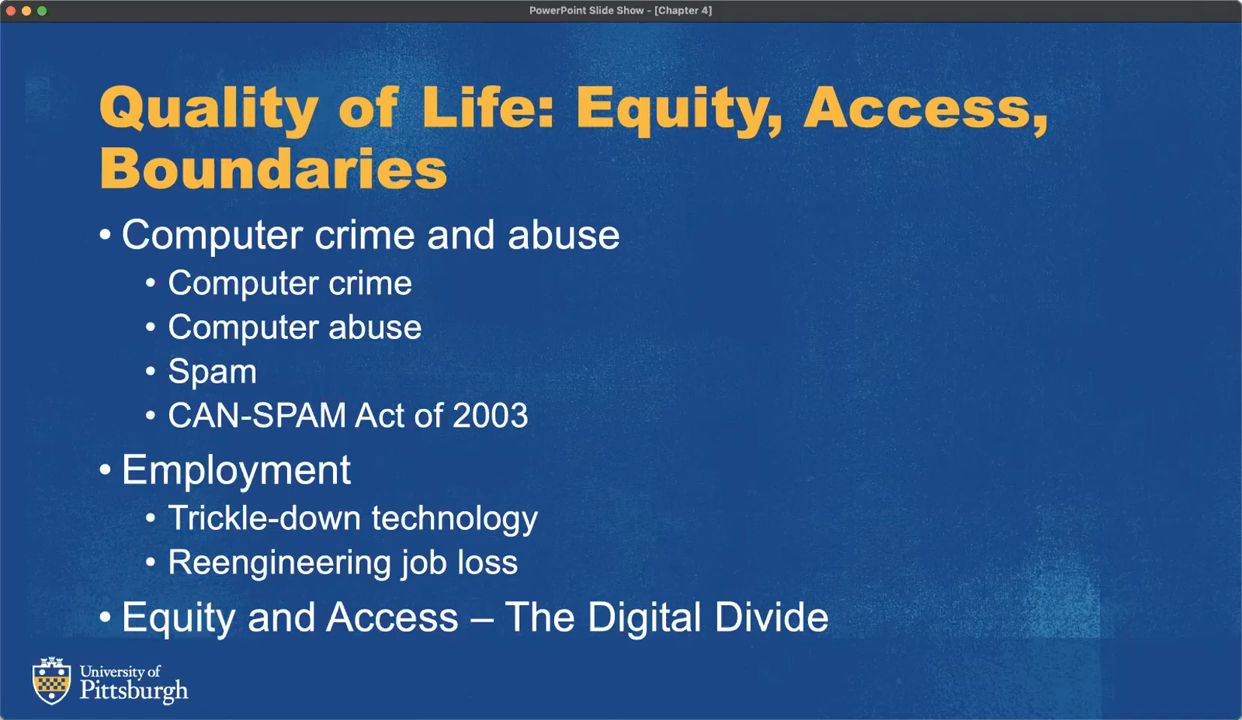 PowerPoint Slide Show - [Chapter 4]
Quality of Life: Equity, Access,
Boundaries
• Computer crime and abuse
• Computer crime
• Computer abuse
• Spam
• CAN-SPAM Act of 2003
• Employment
• Trickle-down technology
• Reengineering job loss
• Equity and Access – The Digital Divide
University of
Pittsburgh